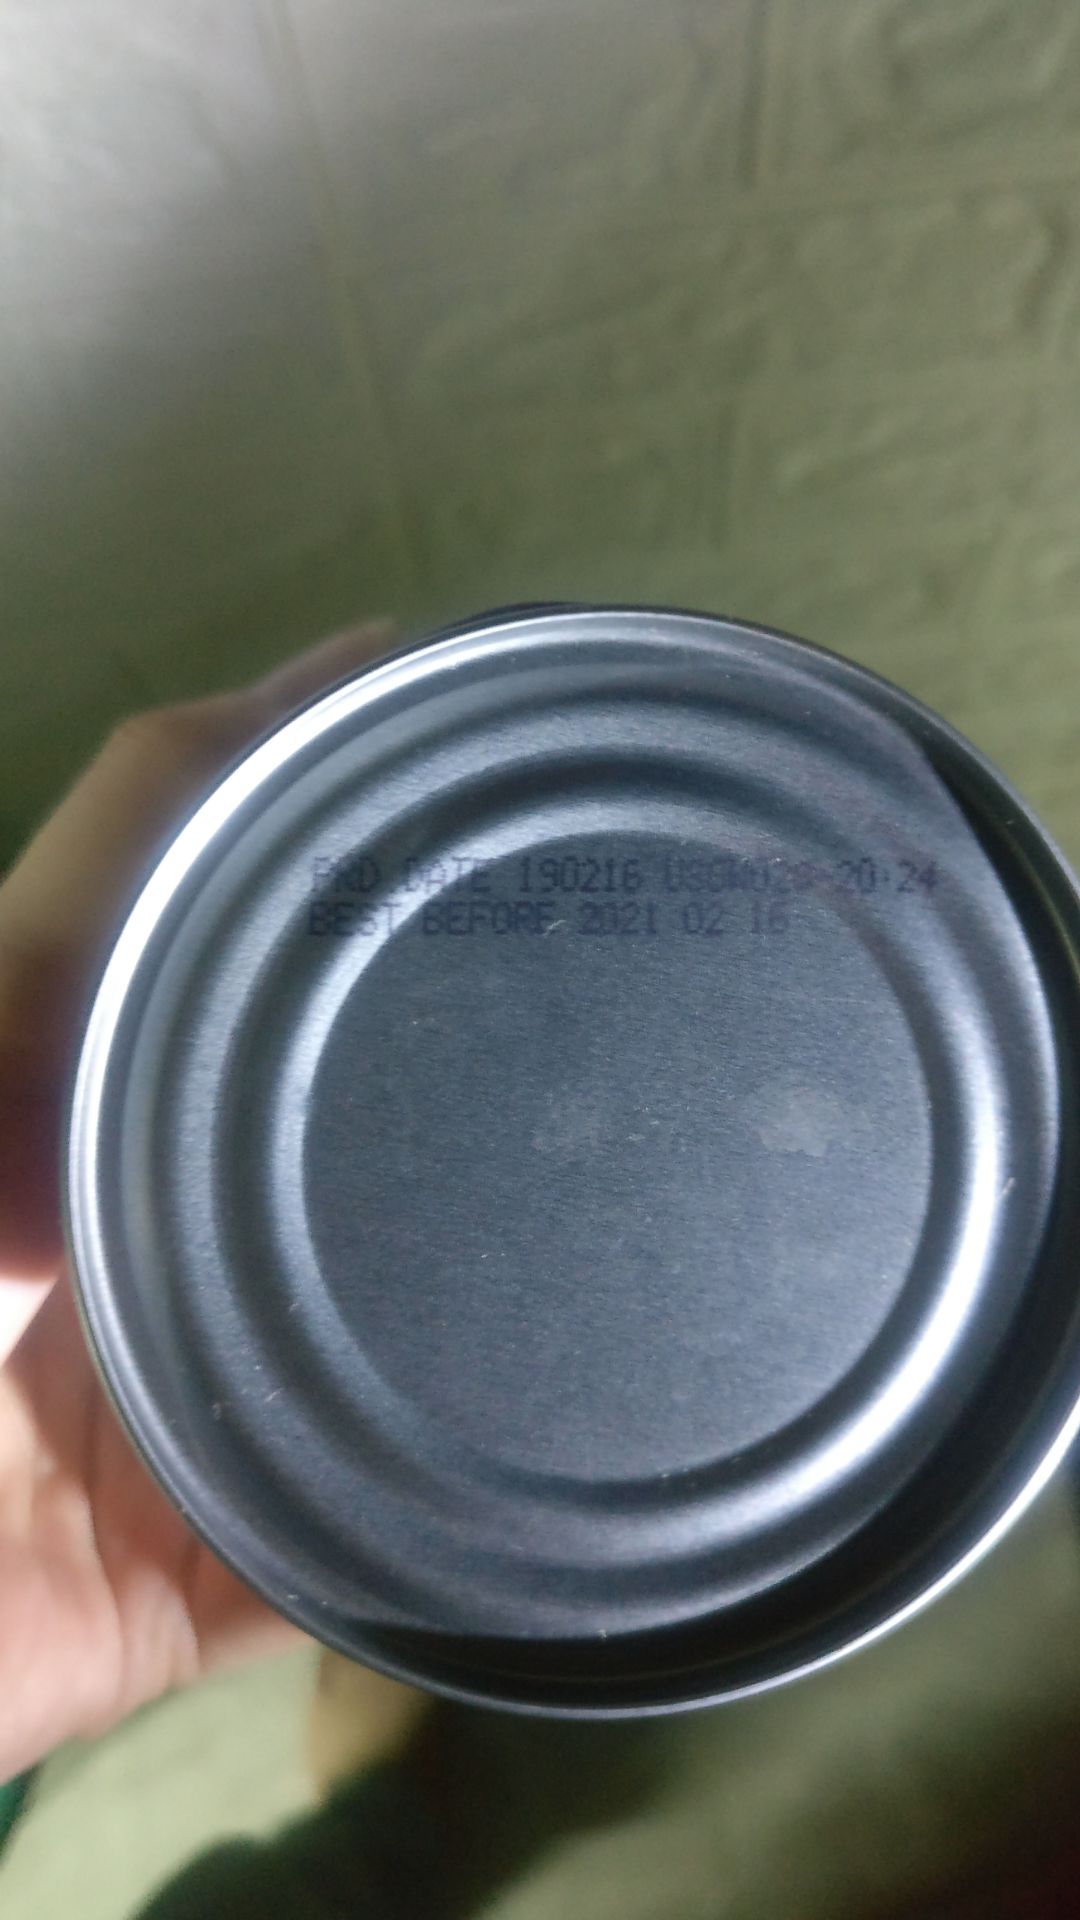 PRD DATE 190216 20:24
BEST BEFORE 2021 02 16